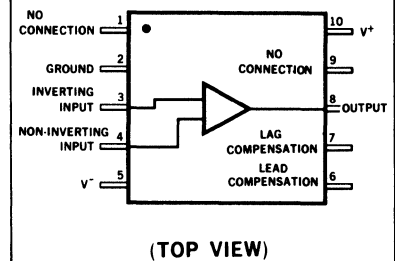 NO
CONNECTION
1
GROUND
2
INVERTING
INPUT
3
NON-INVERTING
INPUT
4
V-
5
10
V+
NO
CONNECTION
9
8
OUTPUT
LAG
COMPENSATION
7
LEAD
COMPENSATION
6
(TOP VIEW)